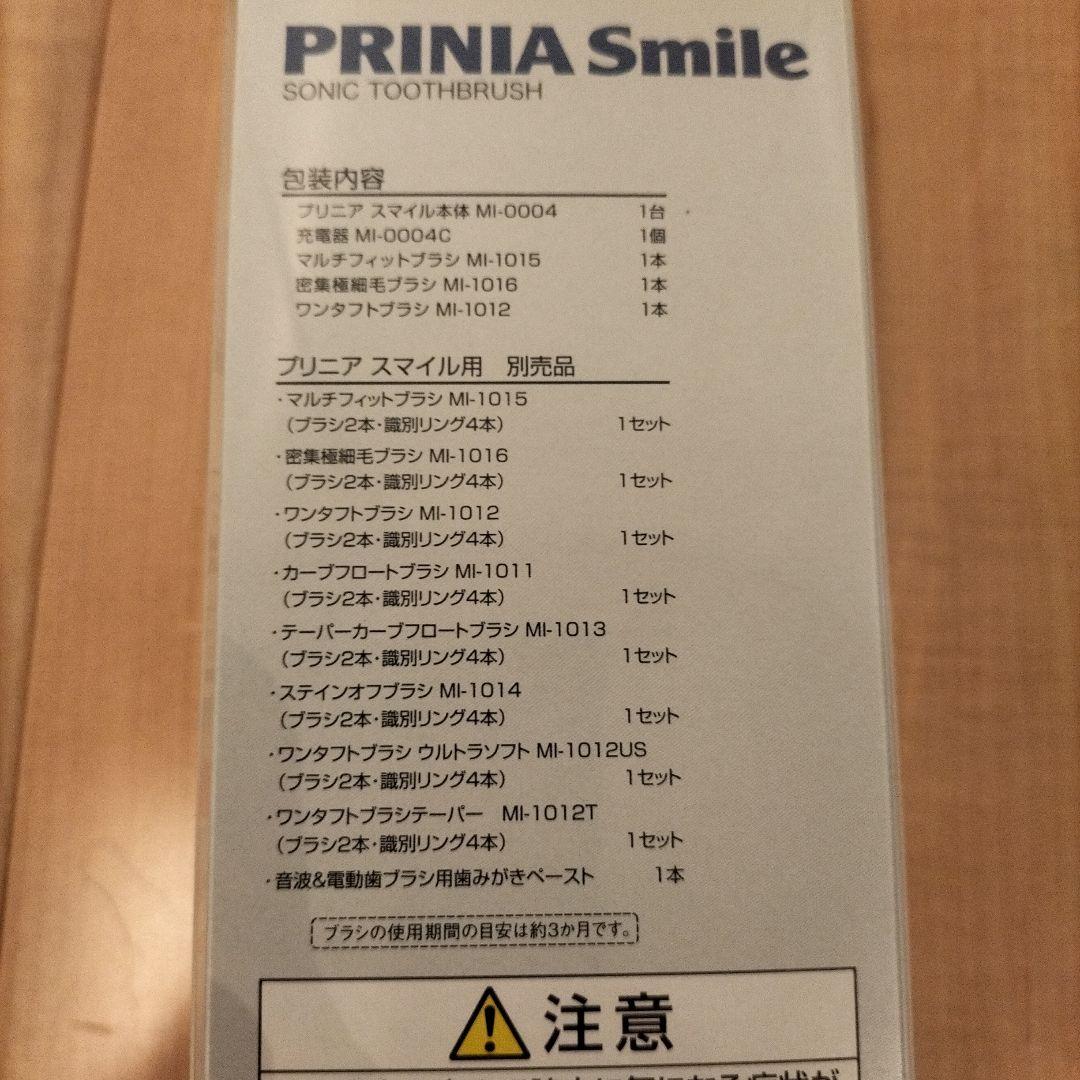 PRINIA Smile
SONIC TOOTHBRUSH
包装内容
プリニア スマイル本体 MI-0004 1台
充電器 MI-0004C 1個
マルチフィットブラシ MI-1015 1本
密集極細毛ブラシ MI-1016 1本
ワンタフトブラシ MI-1012 1本
プリニア スマイル用 別売品
・マルチフィットブラシ MI-1015
（ブラシ2本・識別リング4本） 1セット
・密集極細毛ブラシ MI-1016
（ブラシ2本・識別リング4本） 1セット
・ワンタフトブラシ MI-1012
（ブラシ2本・識別リング4本） 1セット
・カーブフロートブラシ MI-1011
（ブラシ2本・識別リング4本） 1セット
・テーパーカーブフロートブラシ MI-1013
（ブラシ2本・識別リング4本） 1セット
・ステインオフブラシ MI-1014
（ブラシ2本・識別リング4本） 1セット
・ワンタフトブラシ ウルトラソフト MI-1012US
（ブラシ2本・識別リング4本） 1セット
・ワンタフトブラシテーパー MI-1012T
（ブラシ2本・識別リング4本） 1セット
・音波&電動歯ブラシ用歯みがきペースト 1本
ブラシの使用期間の目安は約3か月です。
注意